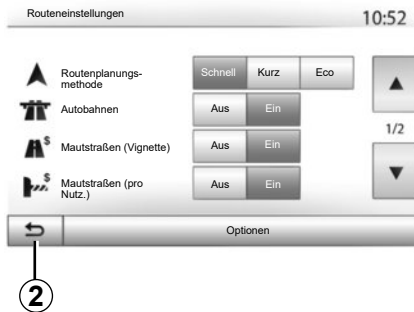 Routeneinstellungen
10:52
Routenplanungs-
methode
Schnell Kurz Eco
Autobahnen
Aus Ein
$
Mautstraßen (Vignette)
Aus Ein
1/2
$
Mautstraßen (pro
Nutz.)
Aus Ein
Optionen
2